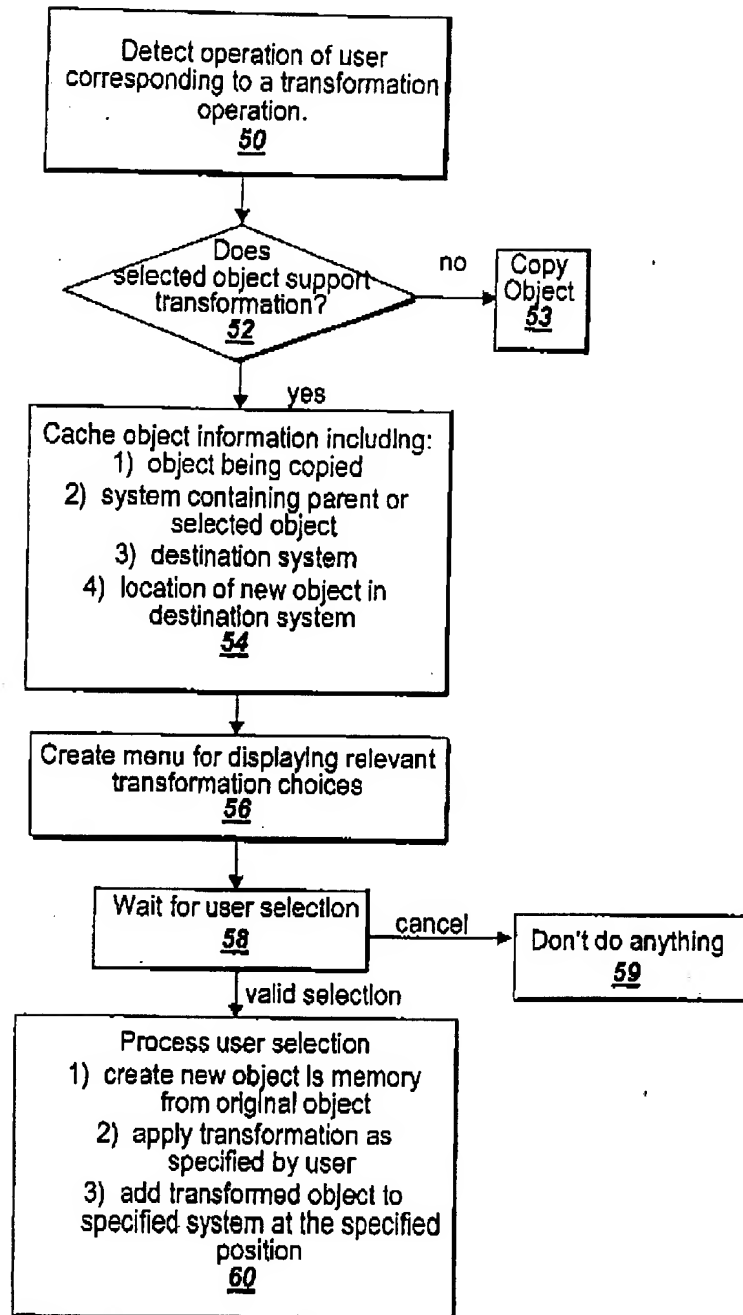 Detect operation of user
corresponding to a transformation
operation.
50
Does
selected object support
transformation?
52
no
Copy
Object
53
yes
Cache object information including:
1) object being copied
2) system containing parent or
selected object
3) destination system
4) location of new object in
destination system
54
Create menu for displaying relevant
transformation choices
56
Wait for user selection
58
cancel
Don't do anything
59
valid selection
Process user selection
1) create new object is memory
from original object
2) apply transformation as
specified by user
3) add transformed object to
specified system at the specified
position
60